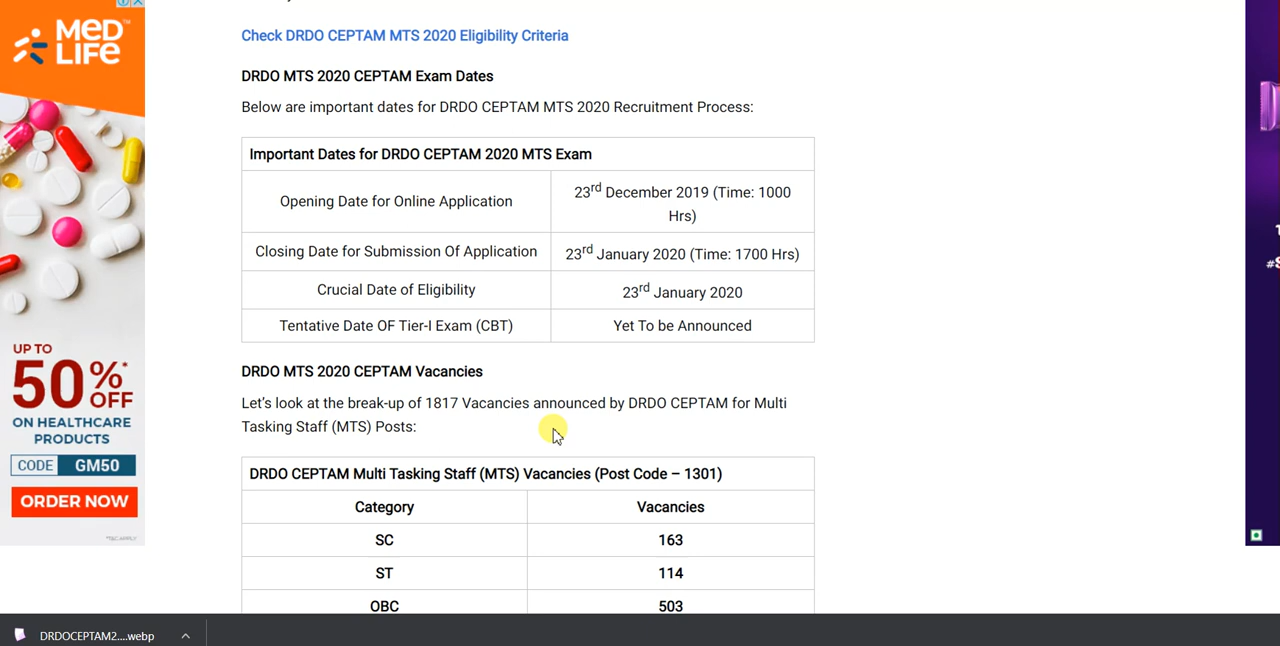 MED
LIFE
UP TO
50%*
OFF
ON HEALTHCARE
PRODUCTS
CODE GM50
ORDER NOW
*T&C APPLY
Check DRDO CEPTAM MTS 2020 Eligibility Criteria
DRDO MTS 2020 CEPTAM Exam Dates
Below are important dates for DRDO CEPTAM MTS 2020 Recruitment Process:
Important Dates for DRDO CEPTAM 2020 MTS Exam
Opening Date for Online Application 23rd December 2019 (Time: 1000
Hrs)
Closing Date for Submission Of Application 23rd January 2020 (Time: 1700 Hrs)
Crucial Date of Eligibility 23rd January 2020
Tentative Date OF Tier-I Exam (CBT) Yet To be Announced
DRDO MTS 2020 CEPTAM Vacancies
Let's look at the break-up of 1817 Vacancies announced by DRDO CEPTAM for Multi
Tasking Staff (MTS) Posts:
DRDO CEPTAM Multi Tasking Staff (MTS) Vacancies (Post Code – 1301)
Category Vacancies
SC 163
ST 114
OBC 503
DRDOCEPTAM2....webp